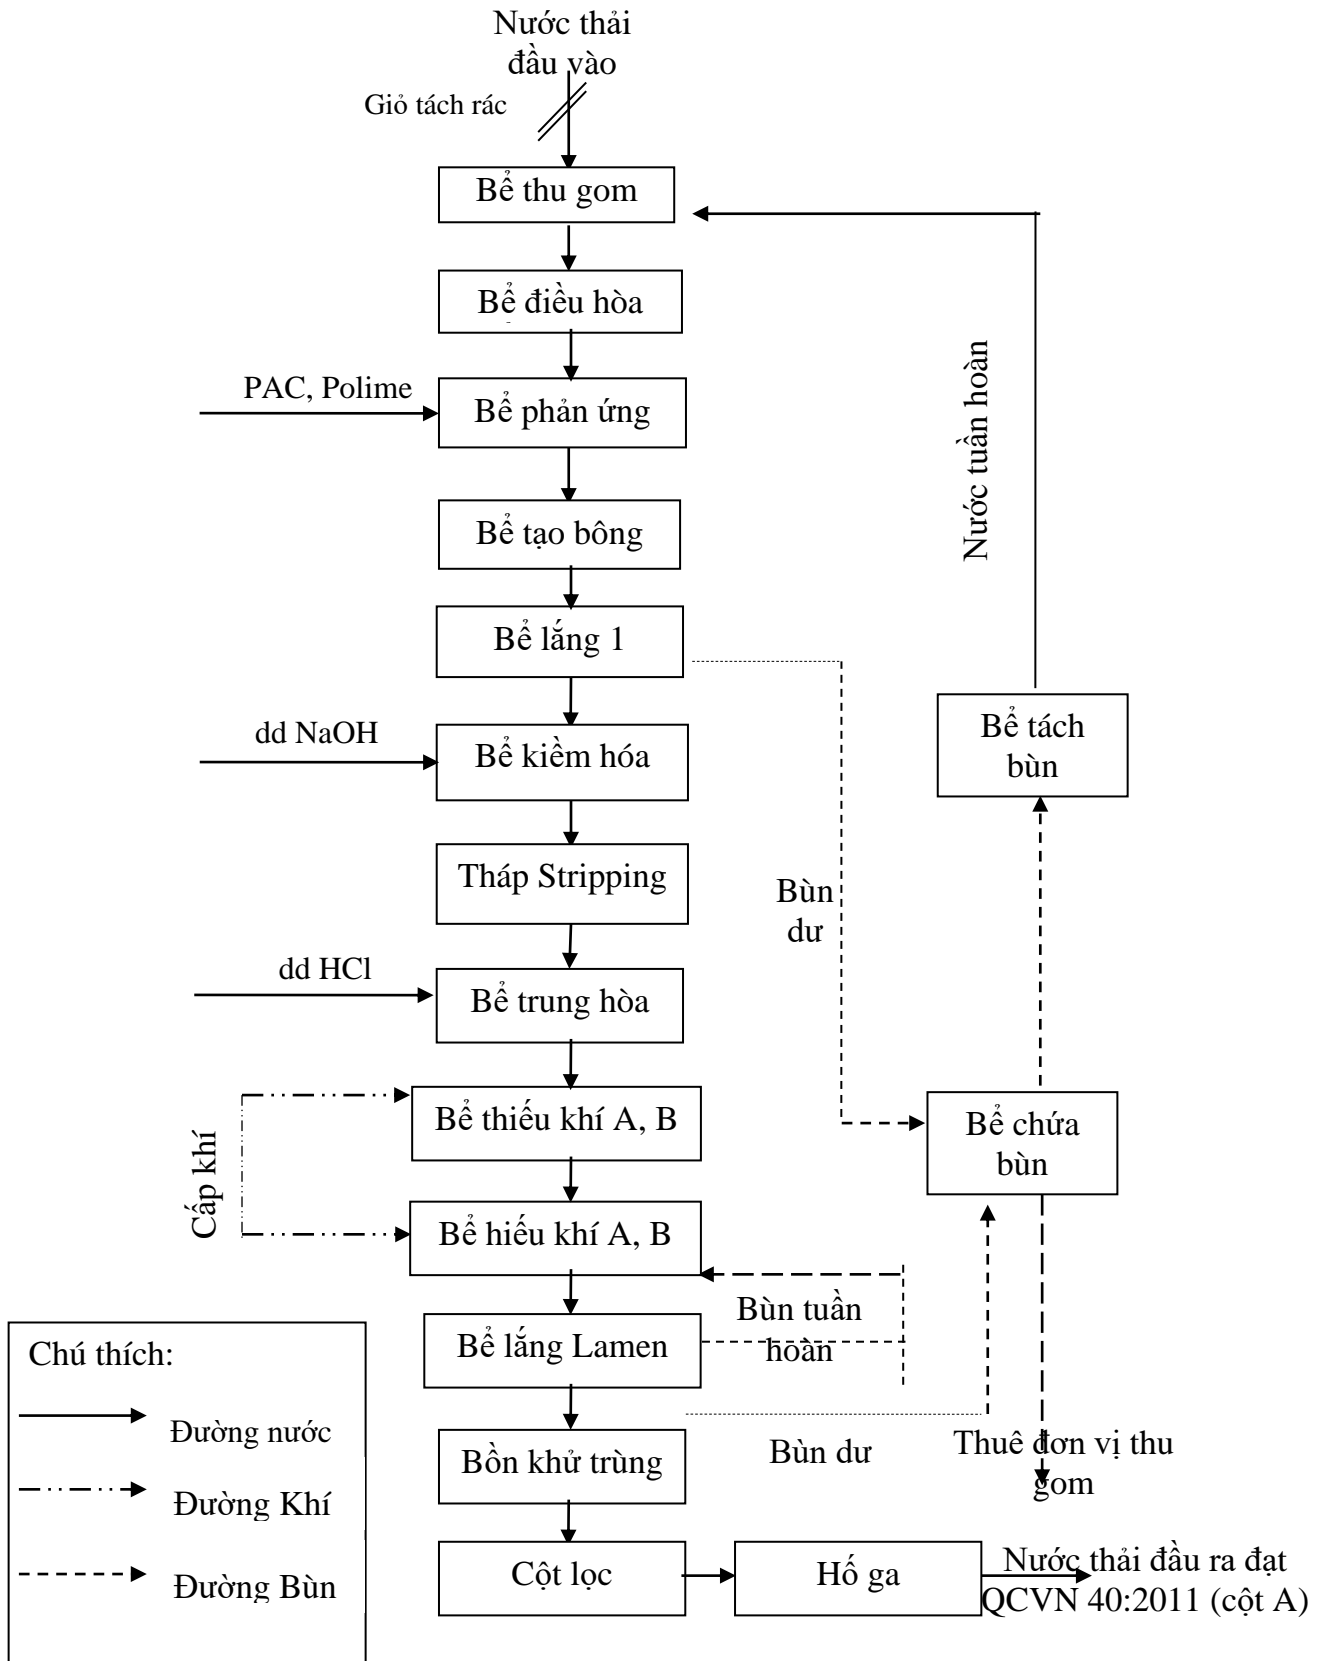 Nước thải
đầu vào
Giỏ tách rác
Bể thu gom
Bể điều hòa
PAC, Polime
Bể phản ứng
Nước tuần hoàn
Bể tạo bông
Bể lắng 1
dd NaOH
Bể kiềm hóa
Bể tách
bùn
Tháp Stripping
Bùn
dư
dd HCl
Bể trung hòa
Bể thiếu khí A, B
Bể chứa
bùn
Cấp khí
Bể hiếu khí A, B
Bùn tuần
hoàn
Bể lắng Lamen
Chú thích:
Đường nước
Đường Khí
Đường Bùn
Bồn khử trùng
Bùn dư
Thuê đơn vị thu
gom
Cột lọc
Hố ga
Nước thải đầu ra đạt
QCVN 40:2011 (cột A)